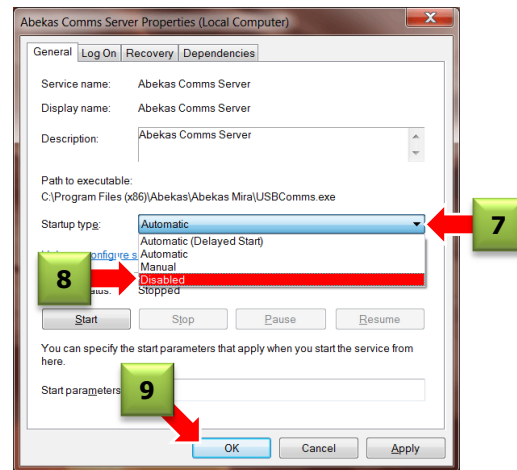 Abekas Comms Server Properties (Local Computer)
General Log On Recovery Dependencies
Service name: Abekas Comms Server
Display name: Abekas Comms Server
Description: Abekas Comms Server
Path to executable:
C:\Program Files (x86)\Abekas\Abekas Mira\USBComms.exe
Startup type: Automatic
7
Automatic (Delayed Start)
Automatic
Manual
8
Disabled
Stopped
Start Stop Pause Resume
You can specify the start parameters that apply when you start the service from
here.
Start parameters
9
OK Cancel Apply